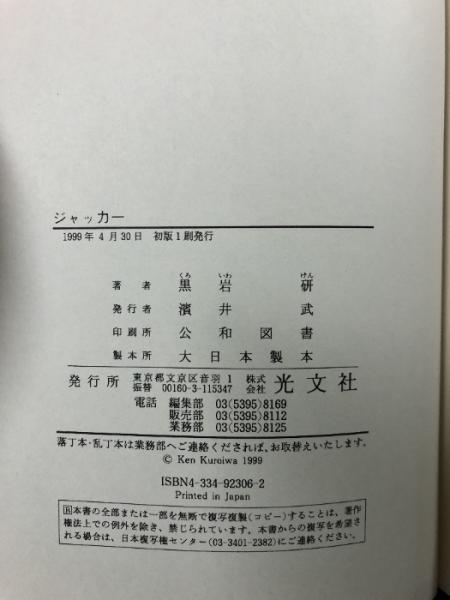 ジャッカー
1999年4月30日 初版1刷発行
くろ いわ けん
著者 黒岩研
発行者 濱井武
印刷所 公和図書
製本所 大日本製本
発行所 東京都文京区音羽1 株式 光文社
振替 00160-3-115347 会社
電話 編集部 03(5395)8169
販売部 03(5395)8112
業務部 03(5395)8125
落丁本・乱丁本は業務部へご連絡くだされば、お取替えいたします。
© Ken Kuroiwa 1999
ISBN4-334-92306-2
Printed in Japan
R本書の全部または一部を無断で複写複製(コピー)することは、著作
権法上での例外を除き、禁じられています。本書からの複写を希望さ
れる場合は、日本複写権センター(03-3401-2382)にご連絡ください。